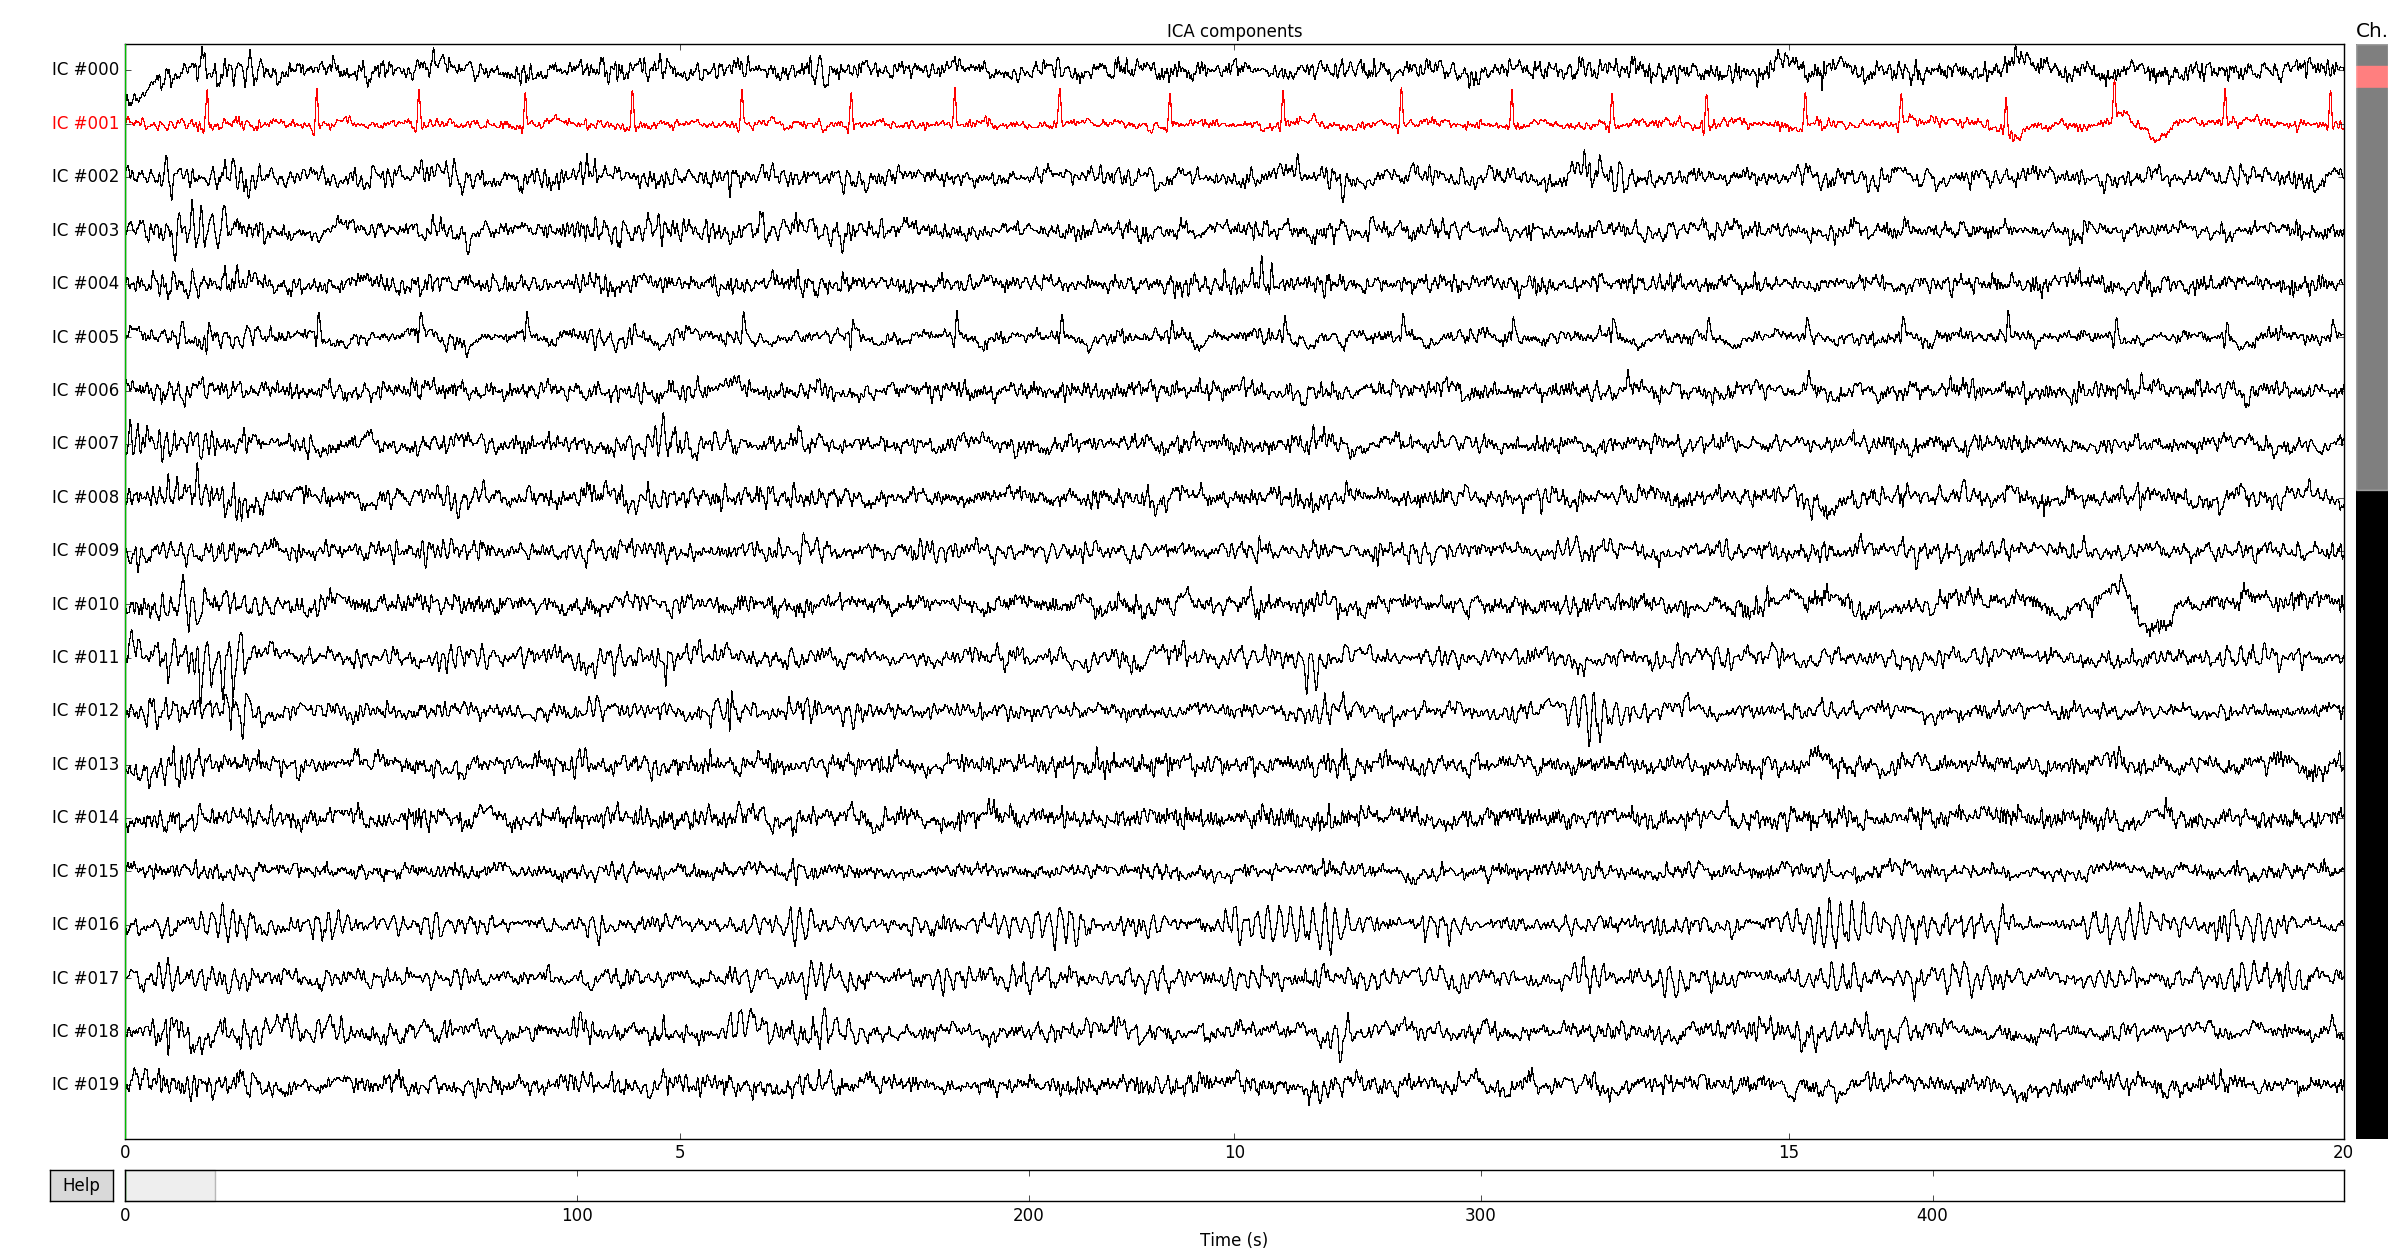 ICA components
Ch.
IC #000
IC #001
IC #002
IC #003
IC #004
IC #005
IC #006
IC #007
IC #008
IC #009
IC #010
IC #011
IC #012
IC #013
IC #014
IC #015
IC #016
IC #017
IC #018
IC #019
0 5 10 15 20
Help
0 100 200 300 400
Time (s)